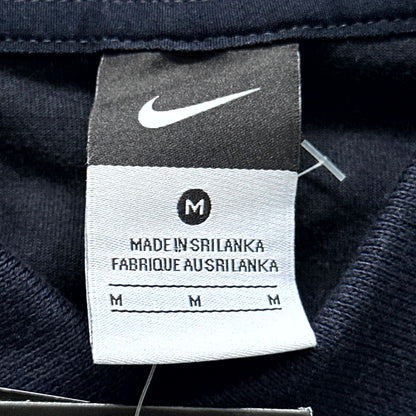 M
MADE IN SRI LANKA
FABRIQUE AU SRI LANKA
M M M